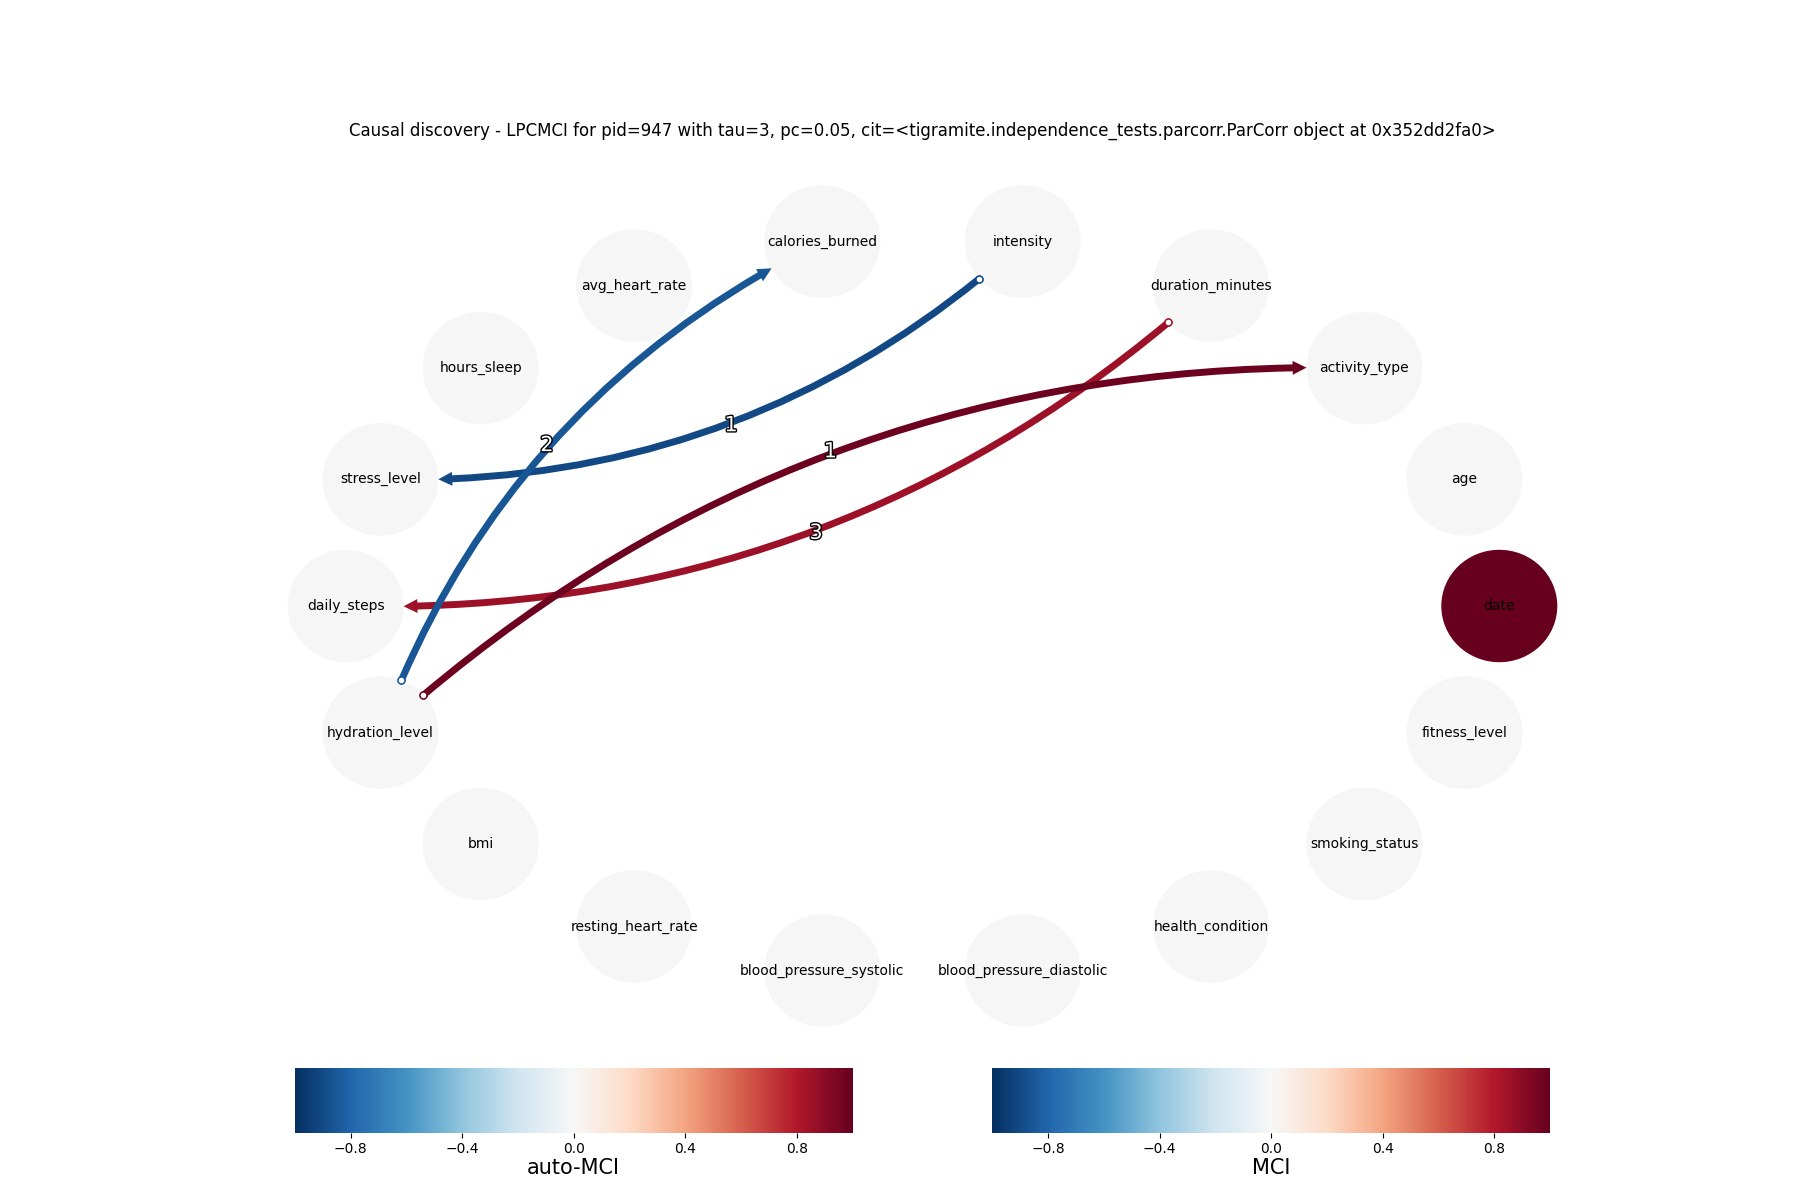 Causal discovery - LPCMCI for pid=947 with tau=3, pc=0.05, cit=<tigramite.independence_tests.parcorr.ParCorr object at 0x352dd2fa0>
calories_burned
intensity
avg_heart_rate
duration_minutes
hours_sleep
activity_type
1
2
1
stress_level
age
3
daily_steps
date
hydration_level
fitness_level
bmi
smoking_status
resting_heart_rate
health_condition
blood_pressure_systolic
blood_pressure_diastolic
−0.8 −0.4 0.0 0.4 0.8
auto-MCI
−0.8 −0.4 0.0 0.4 0.8
MCI